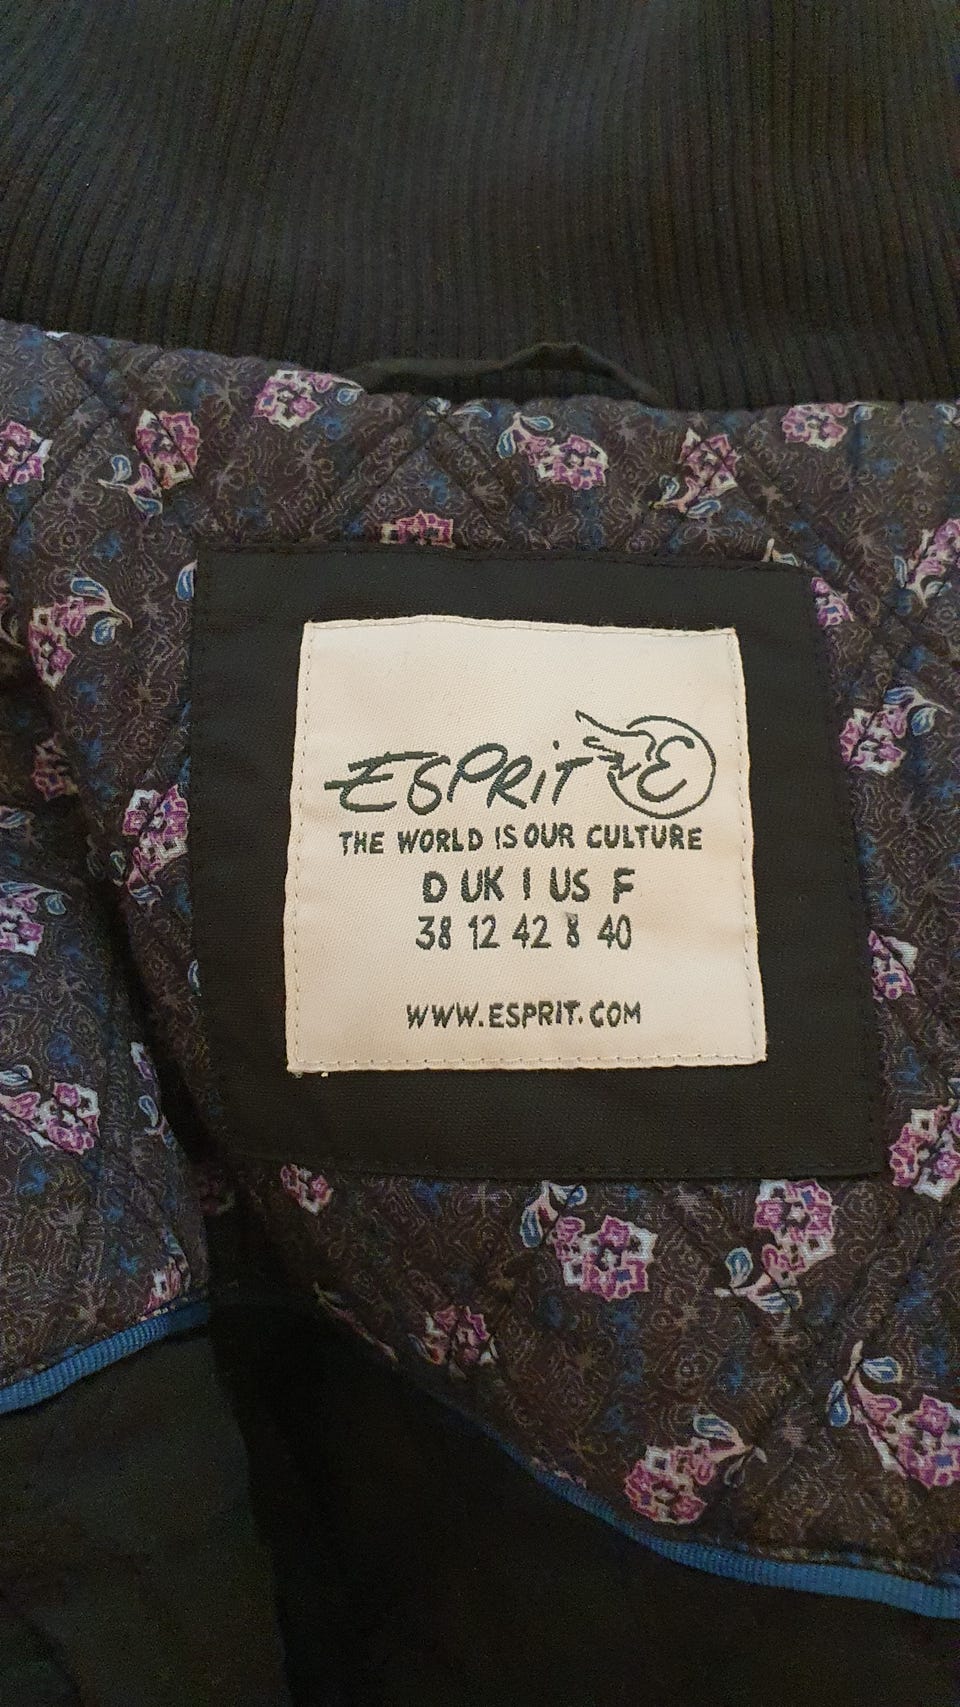 ESPRIT E
THE WORLD IS OUR CULTURE
D UK I US F
38 12 42 8 40
WWW.ESPRIT.COM